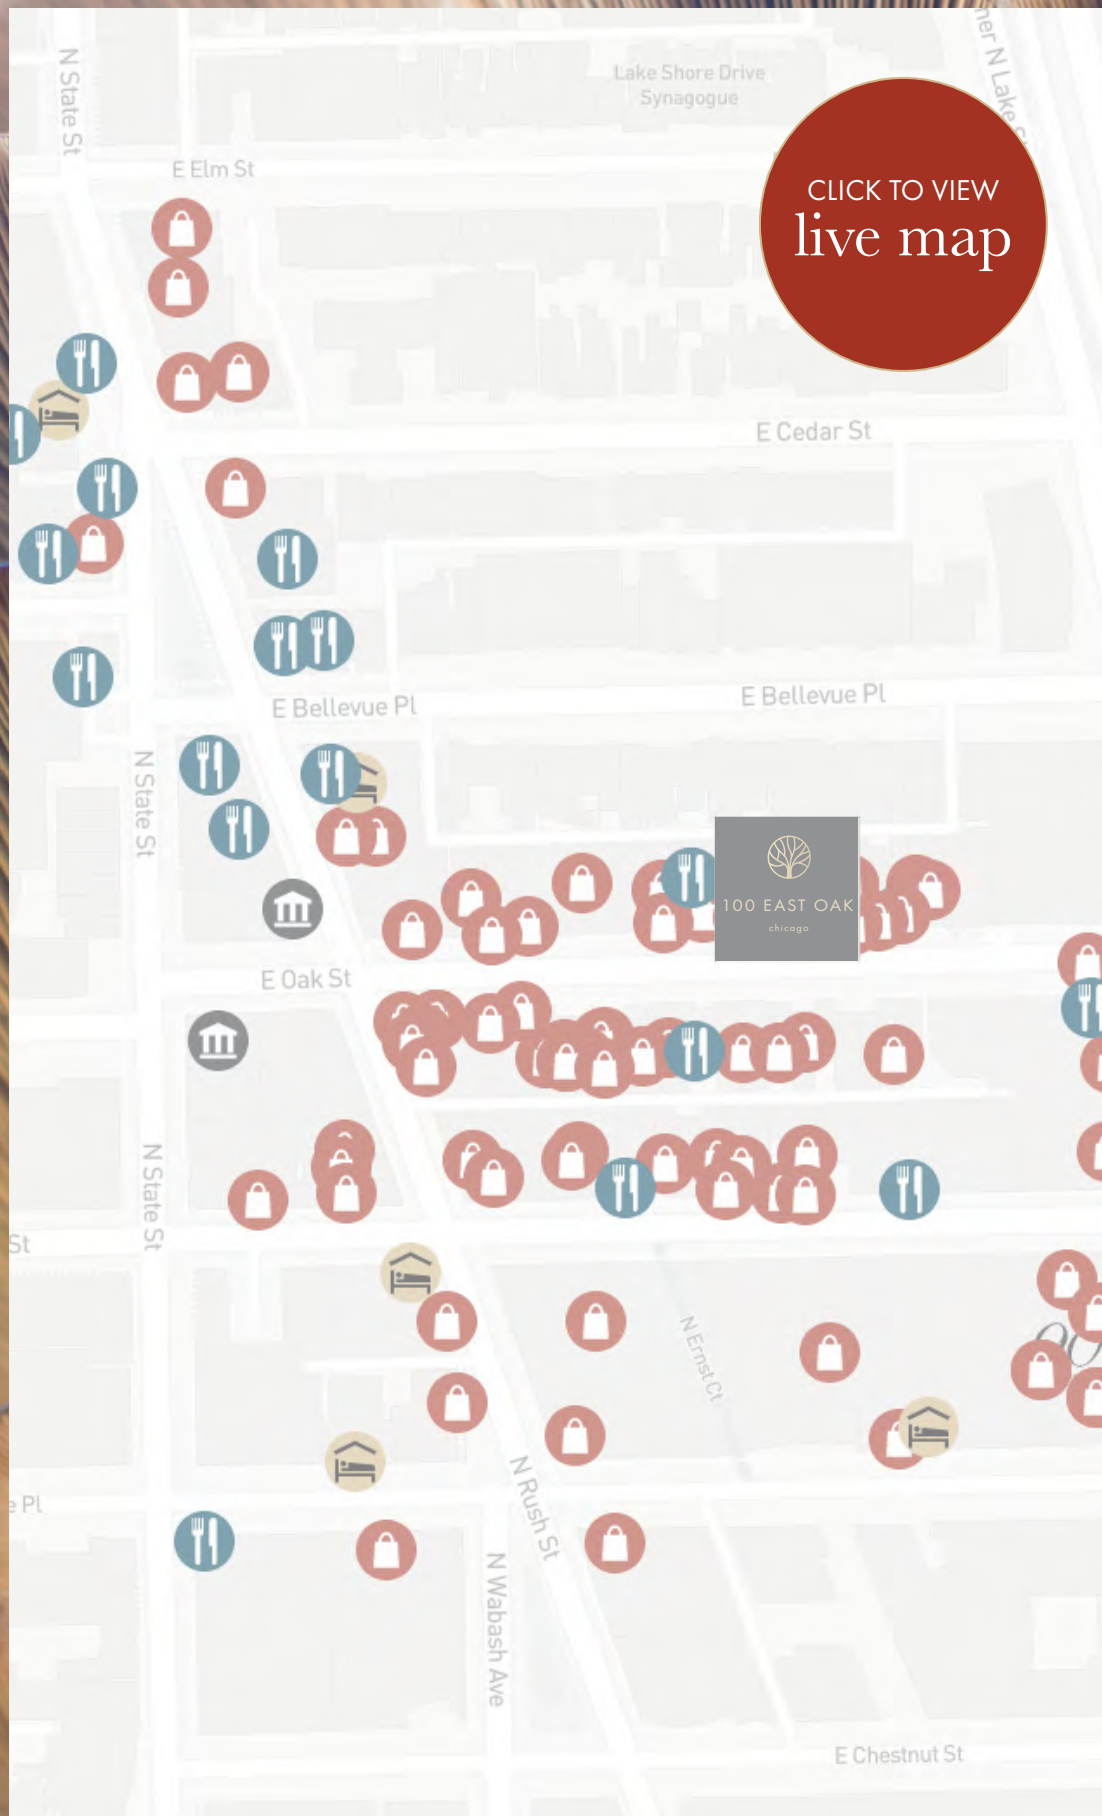 N State St
Lake Shore Drive
Synagogue
ner N Lake S
E Elm St
CLICK TO VIEW
live map
E Cedar St
E Bellevue Pl
E Bellevue Pl
N State St
100 EAST OAK
chicago
E Oak St
N State St
St
N Ernst Ct
N Rush St
e Pl
N Wabash Ave
E Chestnut St